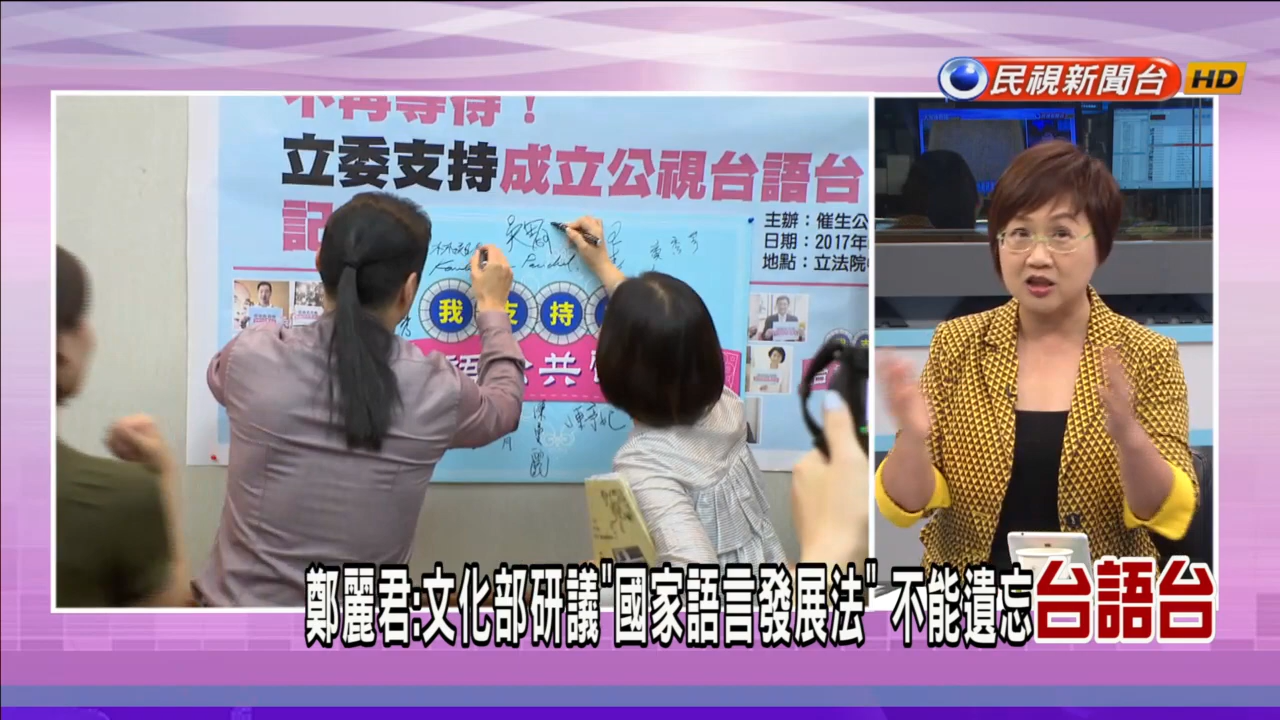 民視新聞台 HD
不再等待！
立委支持成立公視台語台
記
主辦：催生公
日期：2017年
地點：立法院
我 支 持
公共
鄭麗君:文化部研議"國家語言發展法" 不能遺忘台語台